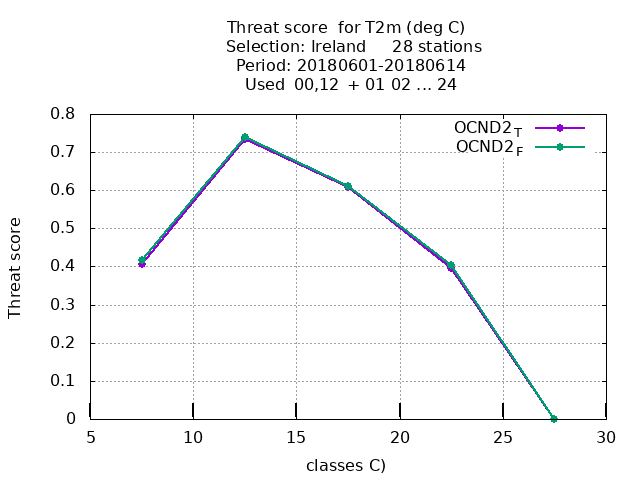 Threat score  for T2m (deg C)
Selection: Ireland     28 stations
Period: 20180601-20180614
Used  00,12  + 01 02 ... 24
OCND2_T
OCND2_F
0.8
0.7
0.6
0.5
0.4
0.3
0.2
0.1
0
Threat score
5 10 15 20 25 30
classes C)